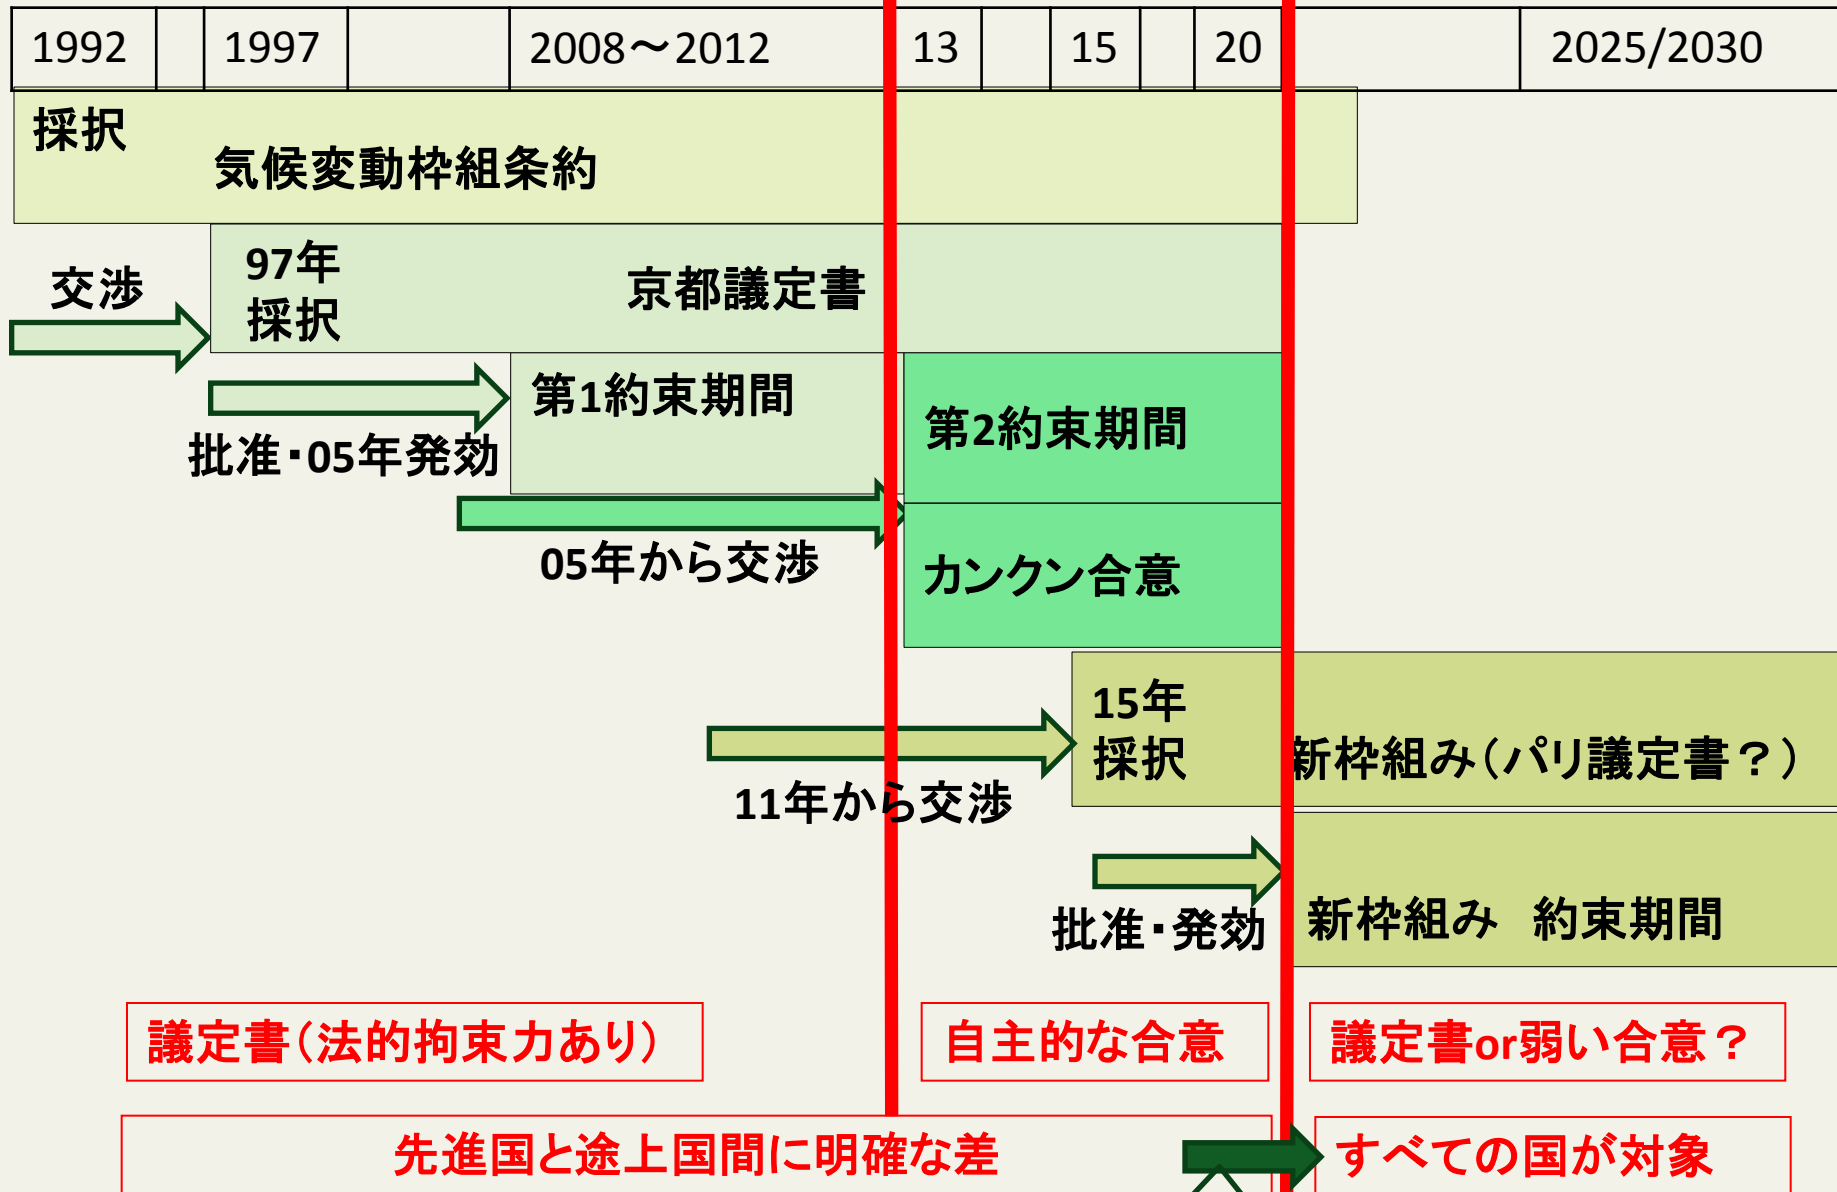 1992 1997 2008～2012 13 15 20 2025/2030
採択
気候変動枠組条約
交渉
97年
採択
京都議定書
批准・05年発効
第1約束期間
第2約束期間
05年から交渉
カンクン合意
11年から交渉
15年
採択
新枠組み（パリ議定書？）
批准・発効
新枠組み　約束期間
議定書（法的拘束力あり）
自主的な合意
議定書or弱い合意？
先進国と途上国間に明確な差
すべての国が対象